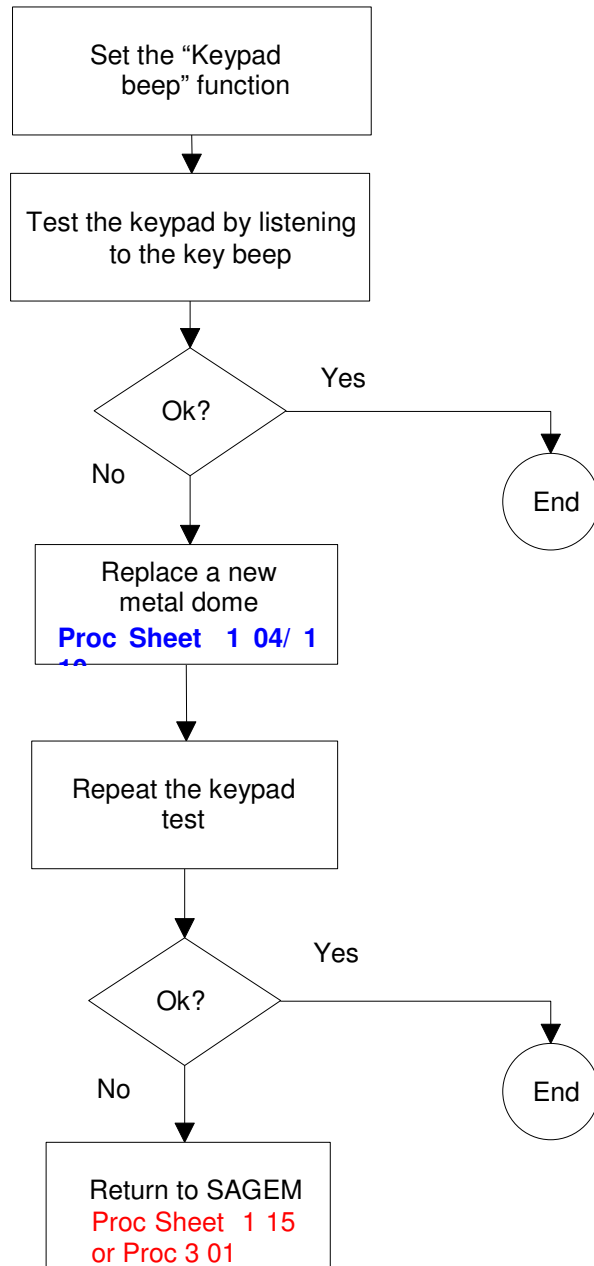 Set the “Keypad
beep” function
Test the keypad by listening
to the key beep
Ok?
Yes
No
End
Replace a new
metal dome
Proc Sheet 1 04/ 1
Repeat the keypad
test
Ok?
Yes
No
End
Return to SAGEM
Proc Sheet 1 15
or Proc 3 01